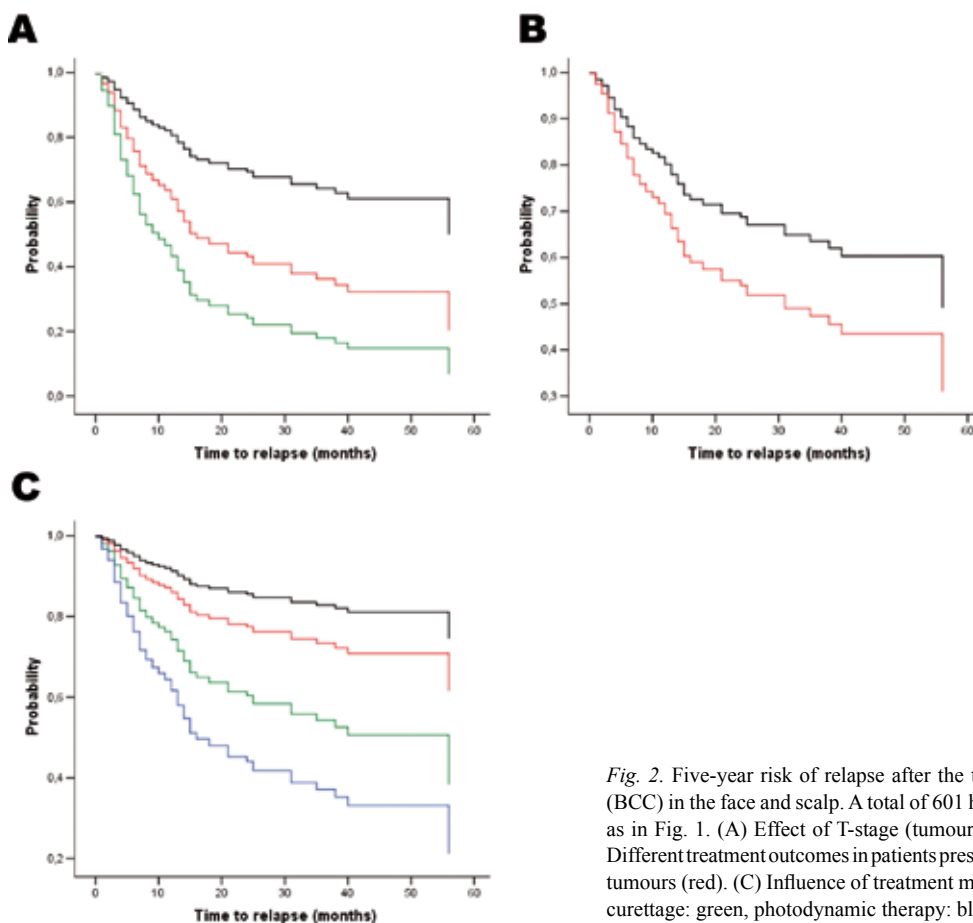 A
1,0
0,8
0,6
0,4
0,2
0,0
Probability
0 10 20 30 40 50 60
Time to relapse (months)
B
1,0
0,9
0,8
0,7
0,6
0,5
0,4
0,3
Probability
0 10 20 30 40 50 60
Time to relapse (months)
C
1,0
0,8
0,6
0,4
0,2
Probability
0 10 20 30 40 50 60
Time to relapse (months)
Fig. 2. Five-year risk of relapse after the
(BCC) in the face and scalp. A total of 601
as in Fig. 1. (A) Effect of T-stage (tumour
Different treatment outcomes in patients
tumours (red). (C) Influence of treatment
curettage: green, photodynamic therapy: